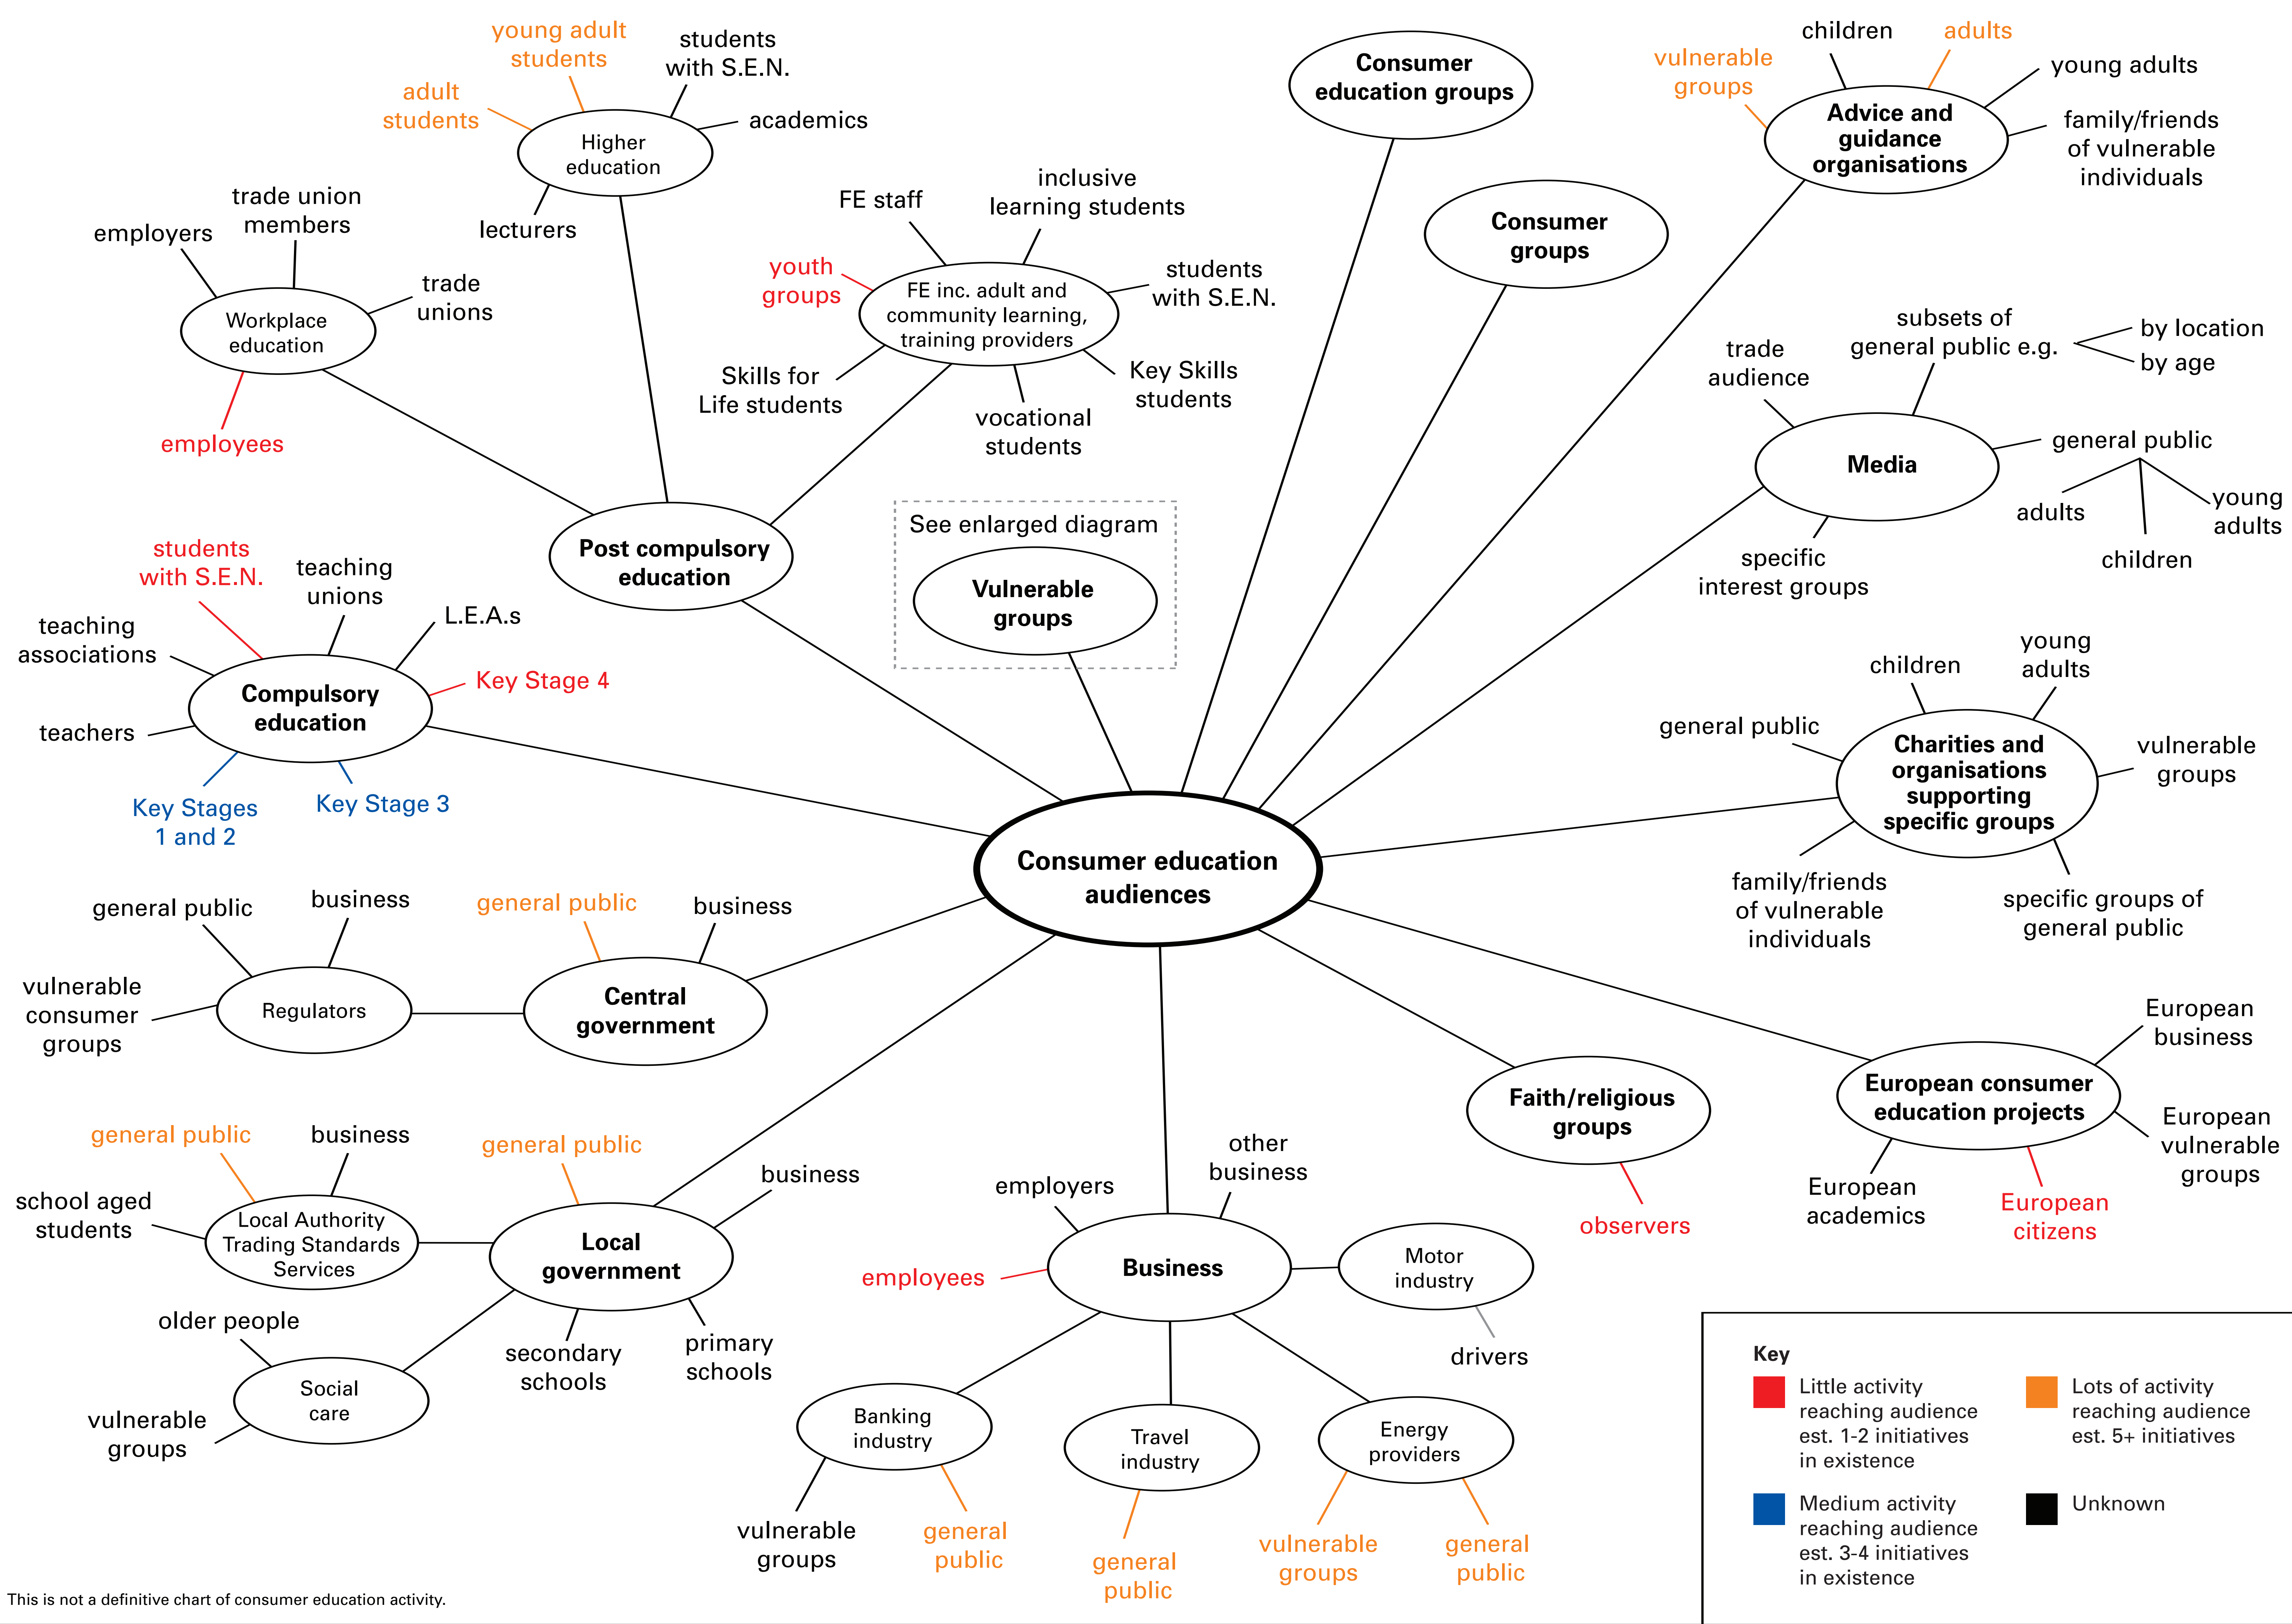 young adult
students
students
with S.E.N.
adult
students
Higher
education
academics
lecturers
trade union
members
employers
trade
unions
Workplace
education
employees
FE staff
inclusive
learning students
youth
groups
FE inc. adult and
community learning,
training providers
students
with S.E.N.
Skills for
Life students
vocational
students
Key Skills
students
Post compulsory
education
Consumer
education groups
Consumer
groups
vulnerable
groups
children
adults
young adults
Advice and
guidance
organisations
family/friends
of vulnerable
individuals
trade
audience
subsets of
general public e.g.
by location
by age
Media
general public
adults
children
young
adults
specific
interest groups
See enlarged diagram
Vulnerable
groups
students
with S.E.N.
teaching
unions
L.E.A.s
teaching
associations
Compulsory
education
Key Stage 4
teachers
Key Stages
1 and 2
Key Stage 3
children
young
adults
general public
Charities and
organisations
supporting
specific groups
vulnerable
groups
family/friends
of vulnerable
individuals
specific groups of
general public
Consumer education
audiences
general public
business
vulnerable
consumer
groups
Regulators
general public
business
Central
government
European
business
European consumer
education projects
European
vulnerable
groups
European
academics
European
citizens
Faith/religious
groups
observers
general public
business
school aged
students
Local Authority
Trading Standards
Services
general public
business
Local
government
older people
Social
care
vulnerable
groups
secondary
schools
primary
schools
employers
other
business
employees
Business
Motor
industry
drivers
Banking
industry
vulnerable
groups
general
public
Travel
industry
general
public
Energy
providers
vulnerable
groups
general
public
Key
Little activity
reaching audience
est. 1-2 initiatives
in existence
Lots of activity
reaching audience
est. 5+ initiatives
Medium activity
reaching audience
est. 3-4 initiatives
in existence
Unknown
This is not a definitive chart of consumer education activity.